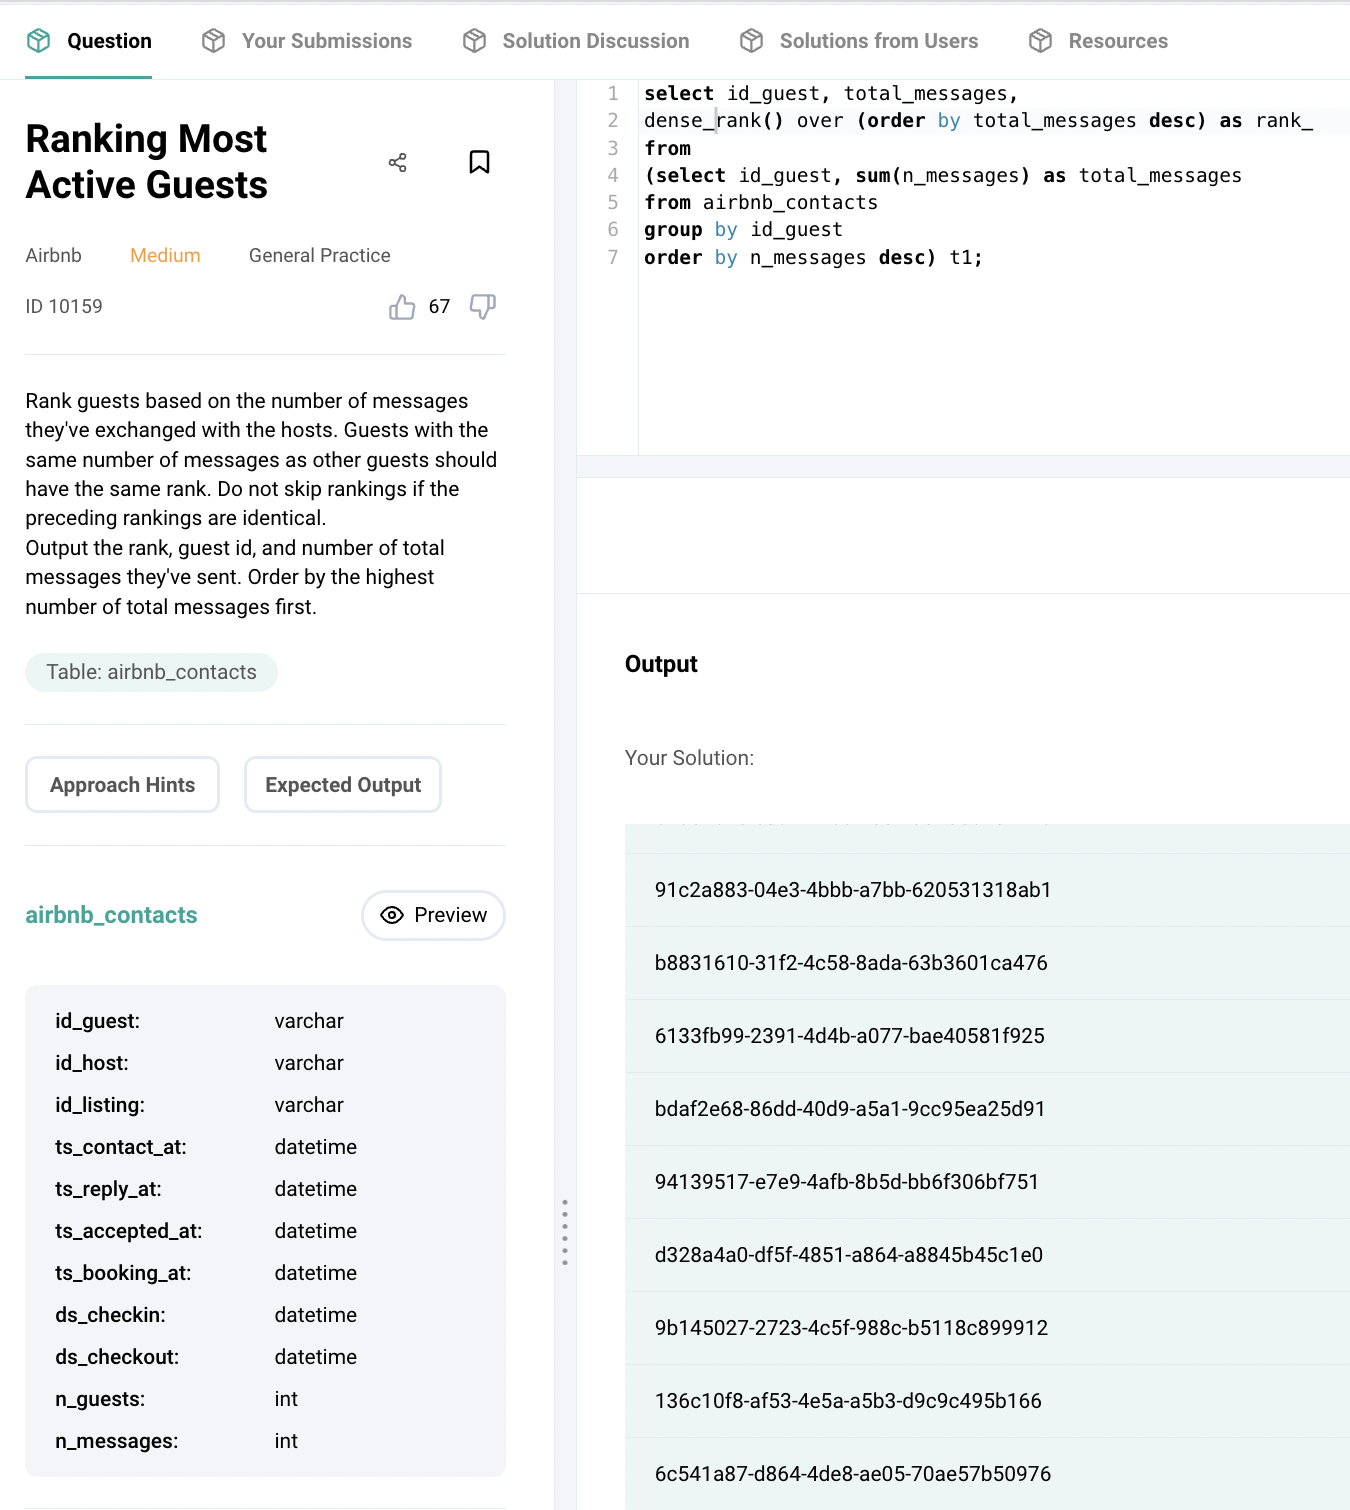 Question
Your Submissions
Solution Discussion
Solutions from Users
Resources
Ranking Most
Active Guests
Airbnb
Medium
General Practice
ID 10159
67
Rank guests based on the number of messages
they've exchanged with the hosts. Guests with the
same number of messages as other guests should
have the same rank. Do not skip rankings if the
preceding rankings are identical.
Output the rank, guest id, and number of total
messages they've sent. Order by the highest
number of total messages first.
Table: airbnb_contacts
Approach Hints
Expected Output
airbnb_contacts
Preview
id_guest: varchar
id_host: varchar
id_listing: varchar
ts_contact_at: datetime
ts_reply_at: datetime
ts_accepted_at: datetime
ts_booking_at: datetime
ds_checkin: datetime
ds_checkout: datetime
n_guests: int
n_messages: int
1 select id_guest, total_messages,
2 dense_rank() over (order by total_messages desc) as rank_
3 from
4 (select id_guest, sum(n_messages) as total_messages
5 from airbnb_contacts
6 group by id_guest
7 order by n_messages desc) t1;
Output
Your Solution:
91c2a883-04e3-4bbb-a7bb-620531318ab1
b8831610-31f2-4c58-8ada-63b3601ca476
6133fb99-2391-4d4b-a077-bae40581f925
bdaf2e68-86dd-40d9-a5a1-9cc95ea25d91
94139517-e7e9-4afb-8b5d-bb6f306bf751
d328a4a0-df5f-4851-a864-a8845b45c1e0
9b145027-2723-4c5f-988c-b5118c899912
136c10f8-af53-4e5a-a5b3-d9c9c495b166
6c541a87-d864-4de8-ae05-70ae57b50976